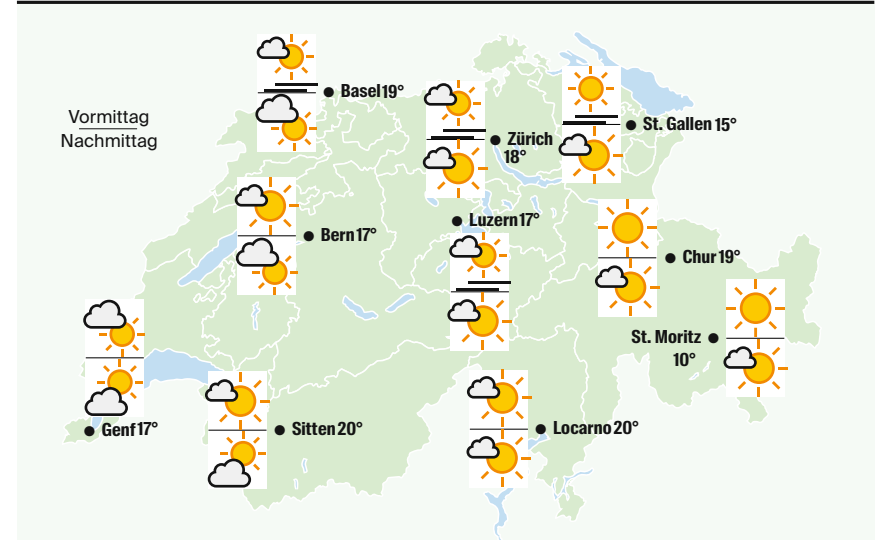 Vormittag
Nachmittag
Basel 19°
Zürich
18°
St. Gallen 15°
Bern 17°
Luzern 17°
Chur 19°
St. Moritz
10°
Genf 17°
Sitten 20°
Locarno 20°